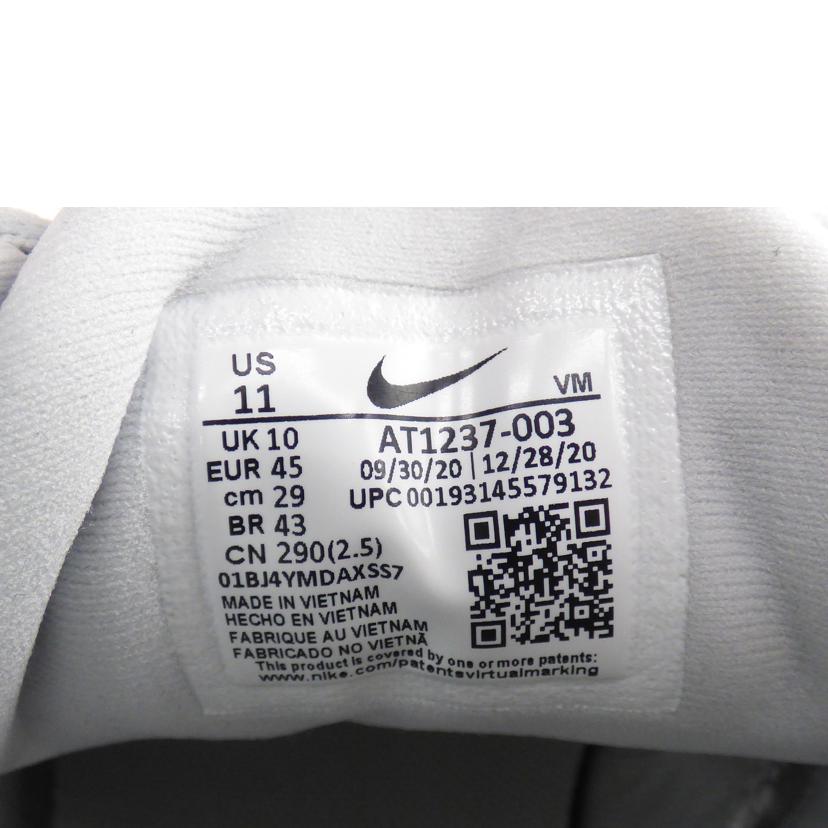 US
11
VM
UK 10
EUR 45
cm 29
BR 43
CN 290(2.5)
AT1237-003
09/30/20 | 12/28/20
UPC 00193145579132
01BJ4YMDAXSS7
MADE IN VIETNAM
HECHO EN VIETNAM
FABRIQUE AU VIETNAM
FABRICADO NO VIETNÃ
This product is covered by one or more patents:
www.nike.com/patentsvirtualmarking